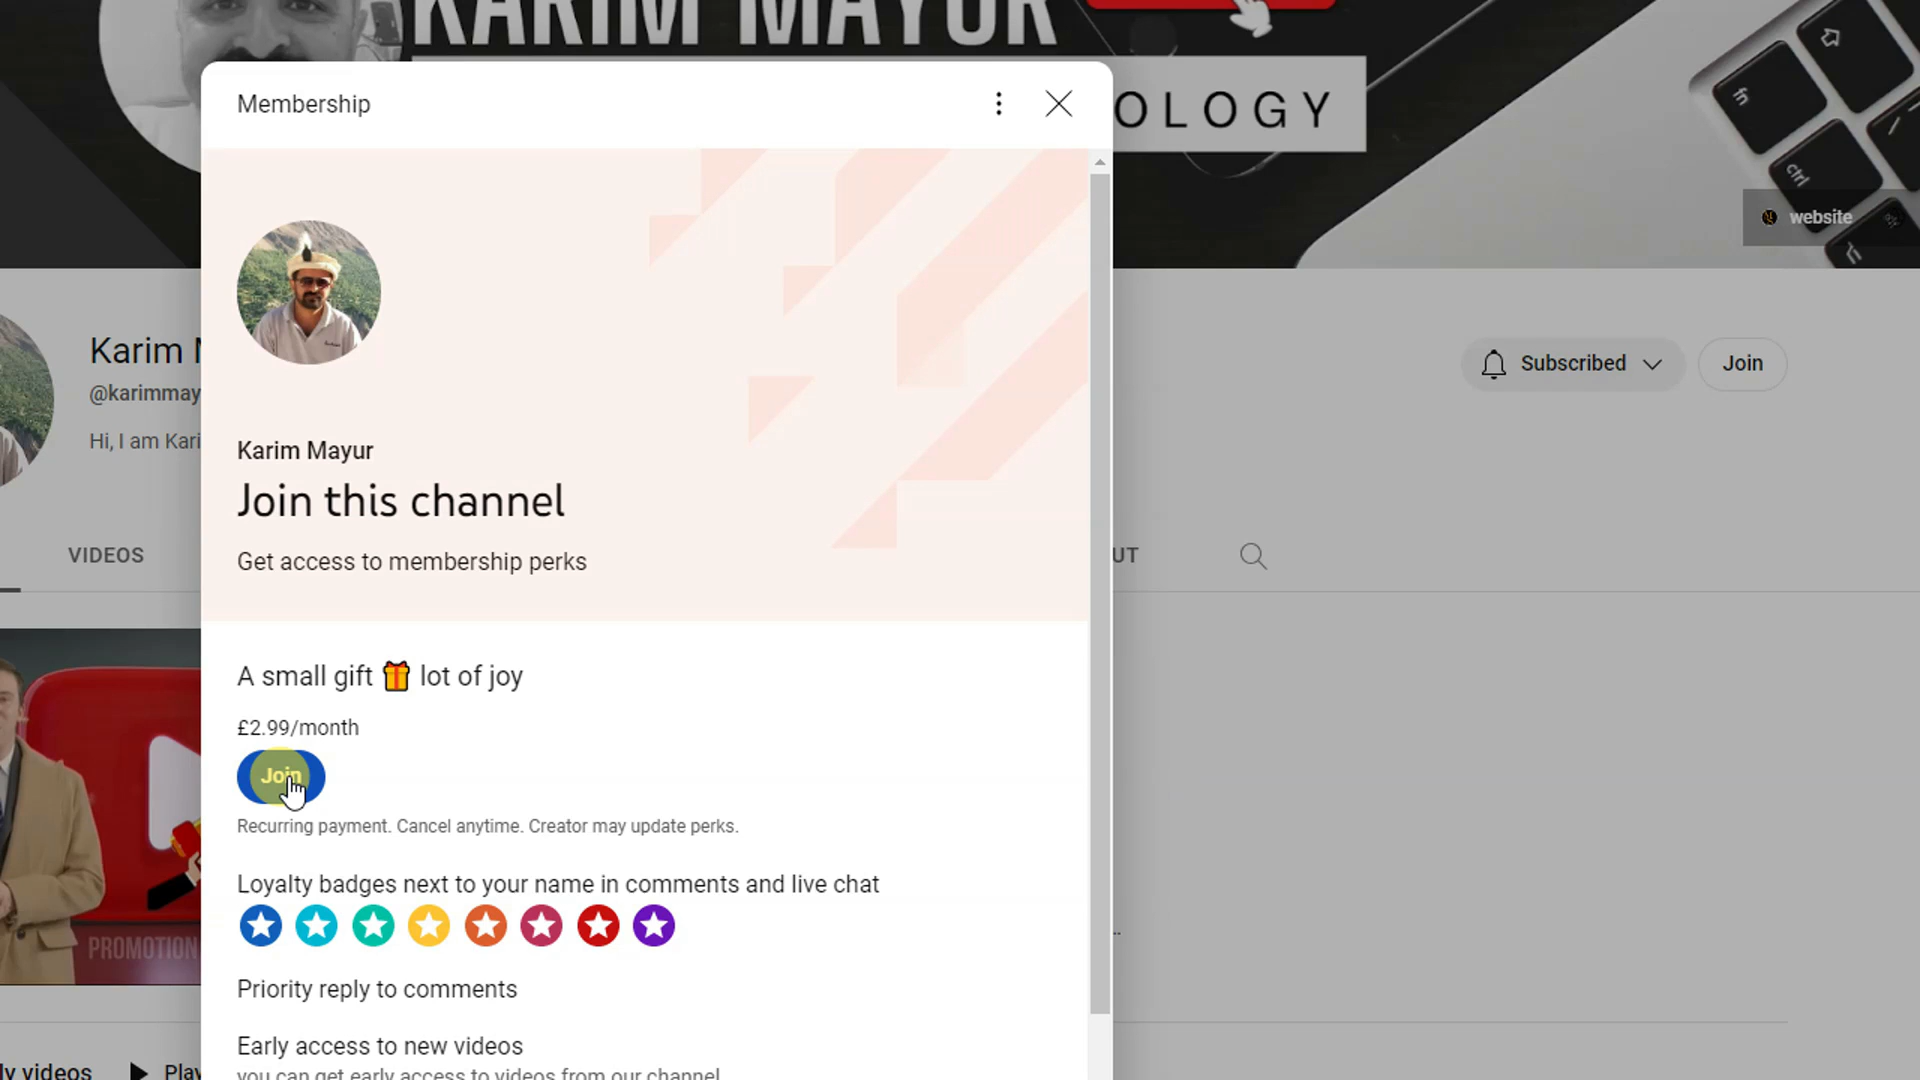 KARIM MAYUR
OLOGY
fn
ctrl
website
Membership
Karim
@karimmay
Hi, I am Kari
Subscribed
Join
Karim Mayur
Join this channel
Get access to membership perks
VIDEOS
UT
A small gift 🎁 lot of joy
£2.99/month
Join
Recurring payment. Cancel anytime. Creator may update perks.
Loyalty badges next to your name in comments and live chat
PROMOTION
Priority reply to comments
Early access to new videos
you can get early access to videos from our channel
ly videos
Play